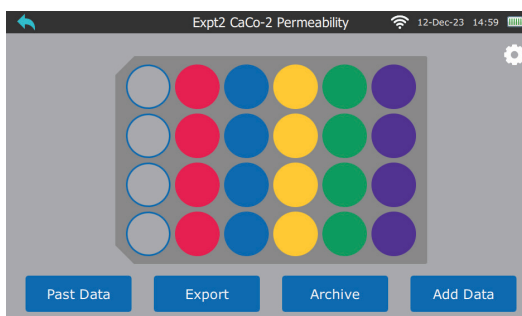 Expt2 CaCo-2 Permeability 12-Dec-23 14:59
Past Data Export Archive Add Data